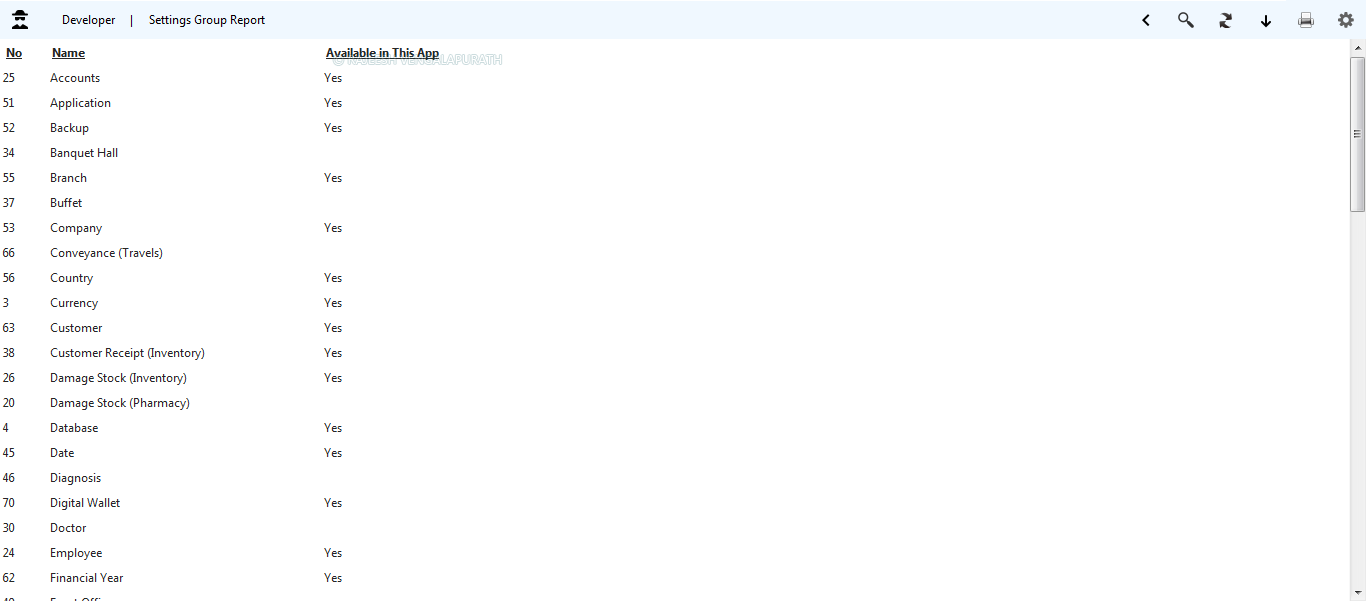 Developer | Settings Group Report
No Name Available in This App
© RAJEESH VENGALAPURATH
25 Accounts Yes
51 Application Yes
52 Backup Yes
34 Banquet Hall
55 Branch Yes
37 Buffet
53 Company Yes
66 Conveyance (Travels)
56 Country Yes
3 Currency Yes
63 Customer Yes
38 Customer Receipt (Inventory) Yes
26 Damage Stock (Inventory) Yes
20 Damage Stock (Pharmacy)
4 Database Yes
45 Date Yes
46 Diagnosis
70 Digital Wallet Yes
30 Doctor
24 Employee Yes
62 Financial Year Yes